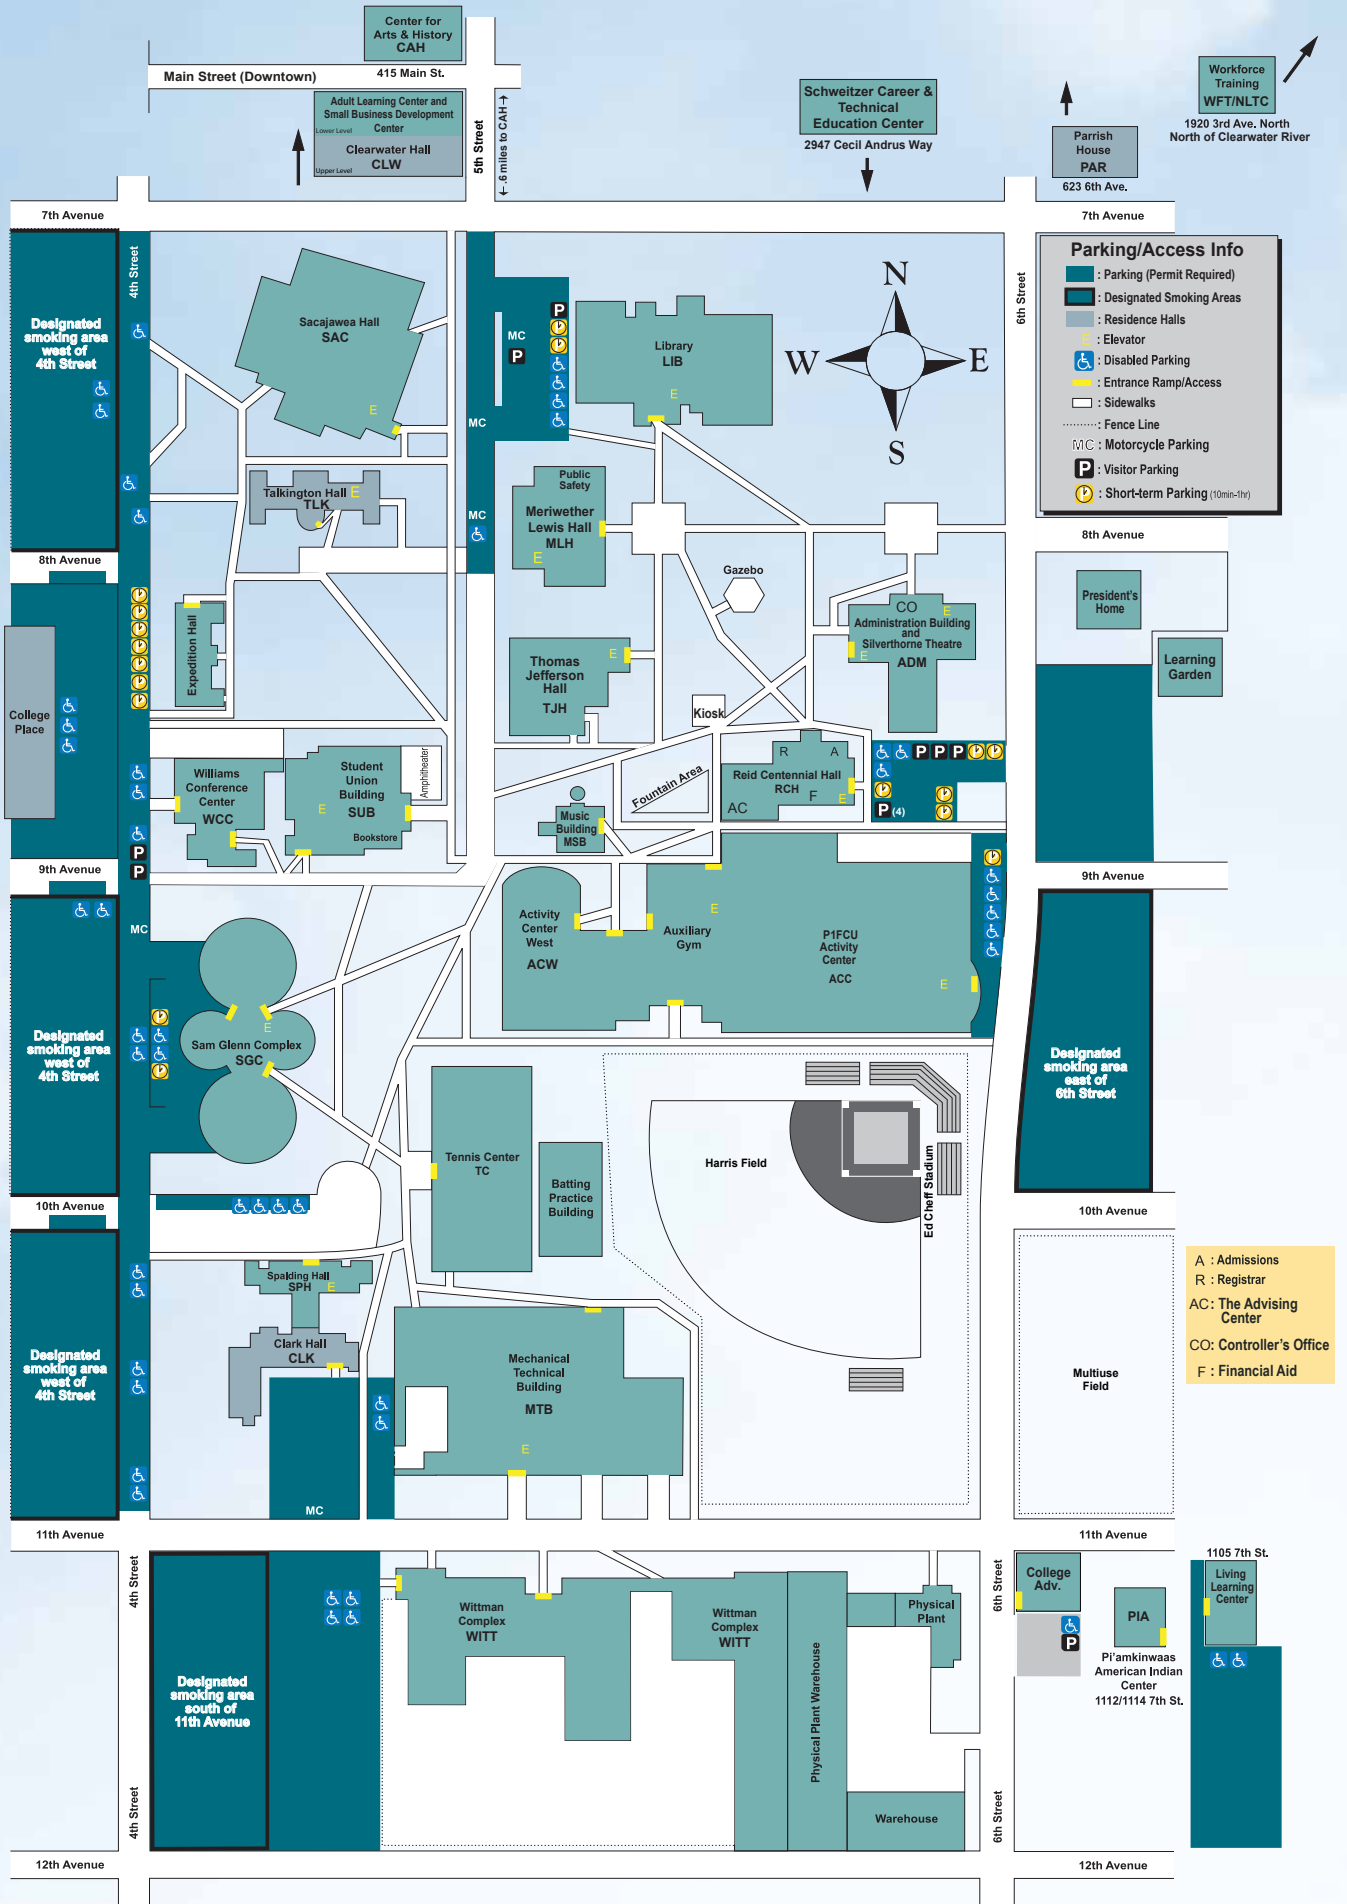 Center for
Arts & History
CAH
415 Main St.
Main Street (Downtown)
Adult Learning Center and
Small Business Development
Center
Lower Level
Clearwater Hall
CLW
Upper Level
5th Street
←.6 miles to CAH→
Schweitzer Career &
Technical
Education Center
2947 Cecil Andrus Way
Workforce
Training
WFT/NLTC
1920 3rd Ave. North
North of Clearwater River
Parrish
House
PAR
623 6th Ave.
7th Avenue
7th Avenue
4th Street
6th Street
Parking/Access Info
: Parking (Permit Required)
: Designated Smoking Areas
: Residence Halls
E : Elevator
: Disabled Parking
: Entrance Ramp/Access
: Sidewalks
: Fence Line
MC : Motorcycle Parking
P : Visitor Parking
: Short-term Parking (10min-1hr)
N
W
E
S
Designated
smoking area
west of
4th Street
Sacajawea Hall
SAC
E
MC
P
P
MC
MC
Library
LIB
E
Talkington Hall E
TLK
Public
Safety
Meriwether
Lewis Hall
MLH
E
8th Avenue
8th Avenue
Gazebo
President's
Home
Learning
Garden
Expedition Hall
CO
E
Administration Building
and
Silverthorne Theatre
E
ADM
Thomas
Jefferson
Hall
TJH
E
College
Place
Kiosk
Fountain Area
R
A
Reid Centennial Hall
RCH
F
E
AC
P P P
P (4)
Williams
Conference
Center
WCC
Student
Union
Building
SUB
E
Bookstore
Amphitheater
Music
Building
MSB
P
P
9th Avenue
9th Avenue
MC
Activity
Center
West
ACW
Auxiliary
Gym
E
P1FCU
Activity
Center
ACC
E
Designated
smoking area
west of
4th Street
E
Sam Glenn Complex
SGC
Designated
smoking area
east of
6th Street
Tennis Center
TC
Batting
Practice
Building
Harris Field
Ed Cheff Stadium
10th Avenue
10th Avenue
Spalding Hall
SPH
E
Clark Hall
CLK
Designated
smoking area
west of
4th Street
Mechanical
Technical
Building
MTB
E
MC
Multiuse
Field
A : Admissions
R : Registrar
AC: The Advising
Center
CO: Controller's Office
F : Financial Aid
11th Avenue
11th Avenue
4th Street
6th Street
Wittman
Complex
WITT
Wittman
Complex
WITT
Physical Plant Warehouse
Physical
Plant
Warehouse
College
Adv.
P
PIA
Pi'amkinwaas
American Indian
Center
1112/1114 7th St.
1105 7th St.
Living
Learning
Center
Designated
smoking area
south of
11th Avenue
4th Street
6th Street
12th Avenue
12th Avenue